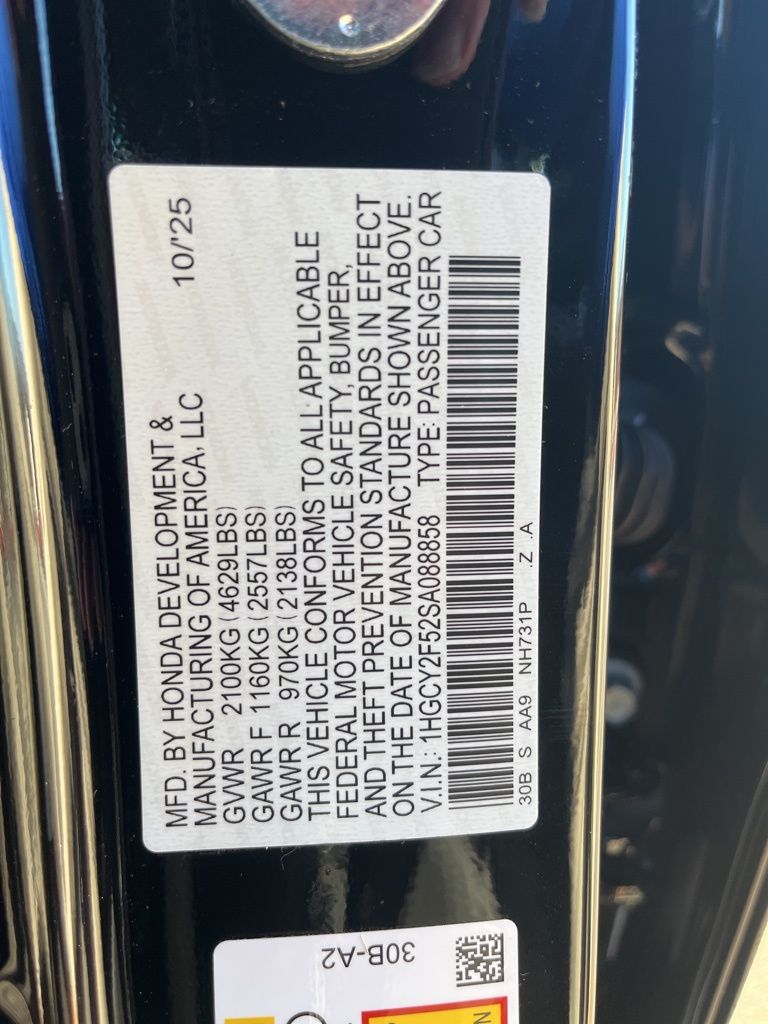 MFD. BY HONDA DEVELOPMENT &
MANUFACTURING OF AMERICA, LLC 10/'25
GVWR 2100KG (4629LBS)
GAWR F 1160KG (2557LBS)
GAWR R 970KG (2138LBS)
THIS VEHICLE CONFORMS TO ALL APPLICABLE
FEDERAL MOTOR VEHICLE SAFETY, BUMPER,
AND THEFT PREVENTION STANDARDS IN EFFECT
ON THE DATE OF MANUFACTURE SHOWN ABOVE.
V.I.N.: 1HGCY2F52SA088858 TYPE: PASSENGER CAR
30B S AA9 NH731P .Z .A
30B-A2